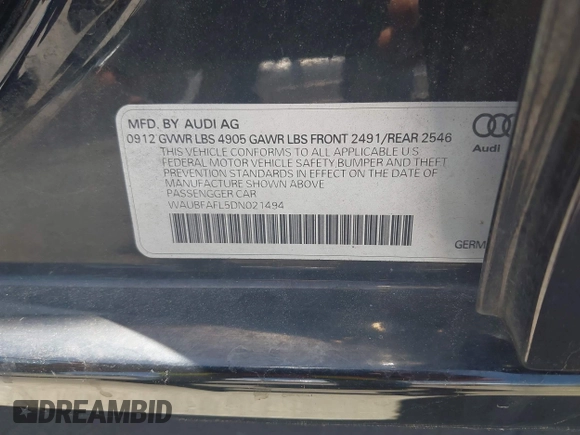 MFD. BY AUDI AG
0912 GVWR LBS 4905 GAWR LBS FRONT 2491/REAR 2546
THIS VEHICLE CONFORMS TO ALL APPLICABLE U S
FEDERAL MOTOR VEHICLE SAFETY,BUMPER AND THEFT
PREVENTION STANDARDS IN EFFECT ON THE DATE OF
MANUFACTURE SHOWN ABOVE
PASSENGGER CAR
WAUBFAFL5DN021494
Audi
GERM
DREAMBID